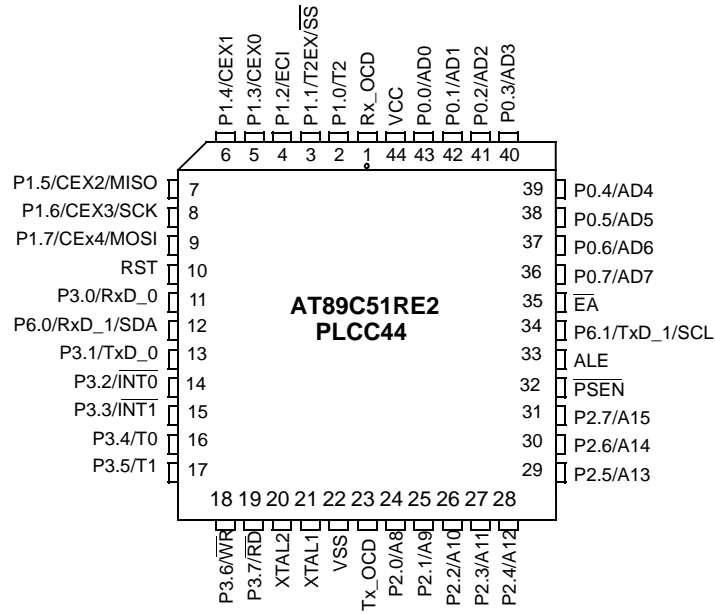 P1.4/CEX1
P1.3/CEX0
P1.2/ECI
P1.1/T2EX/S̅S̅
P1.0/T2
Rx_OCD
VCC
P0.0/AD0
P0.1/AD1
P0.2/AD2
P0.3/AD3
6 5 4 3 2 1 44 43 42 41 40
P1.5/CEX2/MISO 7
P1.6/CEX3/SCK 8
P1.7/CEx4/MOSI 9
RST 10
P3.0/RxD_0 11
P6.0/RxD_1/SDA 12
P3.1/TxD_0 13
P3.2/I̅N̅T̅0̅ 14
P3.3/I̅N̅T̅1̅ 15
P3.4/T0 16
P3.5/T1 17
AT89C51RE2
PLCC44
39 P0.4/AD4
38 P0.5/AD5
37 P0.6/AD6
36 P0.7/AD7
35 E̅A̅
34 P6.1/TxD_1/SCL
33 ALE
32 P̅S̅E̅N̅
31 P2.7/A15
30 P2.6/A14
29 P2.5/A13
18 19 20 21 22 23 24 25 26 27 28
P3.6/W̅R̅
P3.7/R̅D̅
XTAL2
XTAL1
VSS
Tx_OCD
P2.0/A8
P2.1/A9
P2.2/A10
P2.3/A11
P2.4/A12